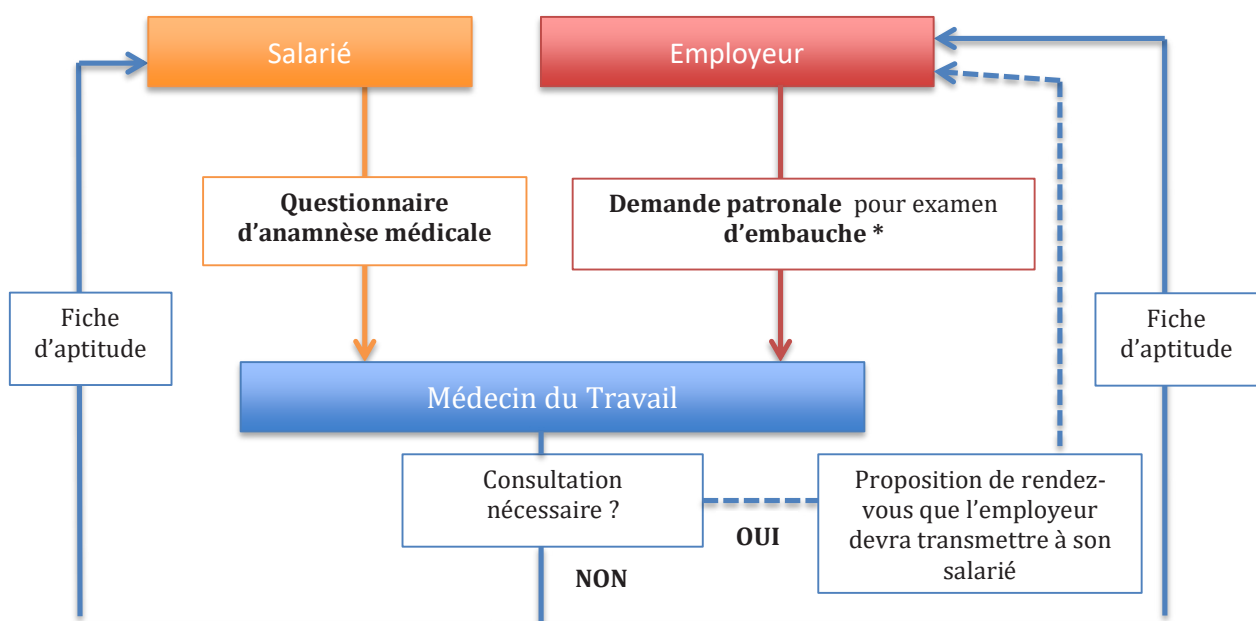 Salarié
Employeur
Questionnaire
d’anamnèse médicale
Demande patronale pour examen
d’embauche *
Fiche
d’aptitude
Fiche
d’aptitude
Médecin du Travail
Consultation
nécessaire ?
Proposition de rendez-
vous que l’employeur
devra transmettre à son
salarié
OUI
NON